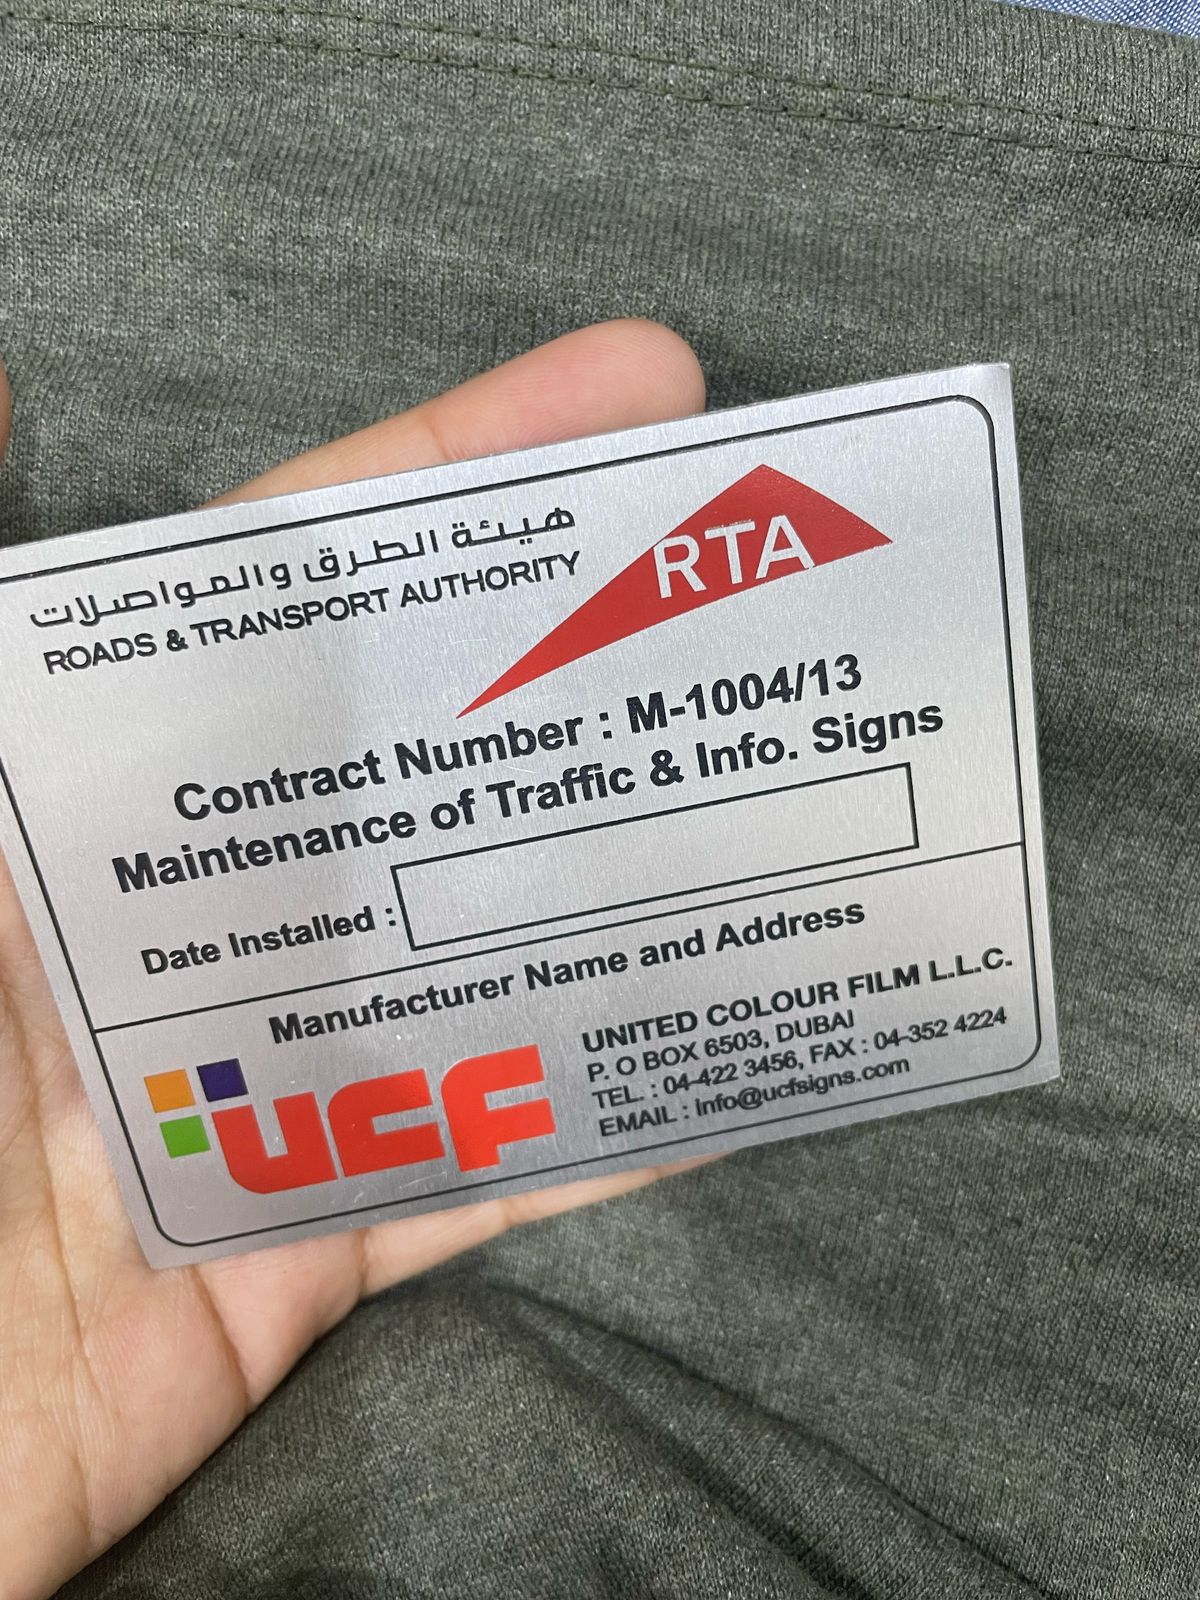 هيئة الطرق والمواصلات
ROADS & TRANSPORT AUTHORITY
RTA
Contract Number : M-1004/13
Maintenance of Traffic & Info. Signs
Date Installed :
Manufacturer Name and Address
ucf
UNITED COLOUR FILM L.L.C.
P. O BOX 6503, DUBAI
TEL. : 04-422 3456, FAX : 04-352 4224
EMAIL : info@ucfsigns.com